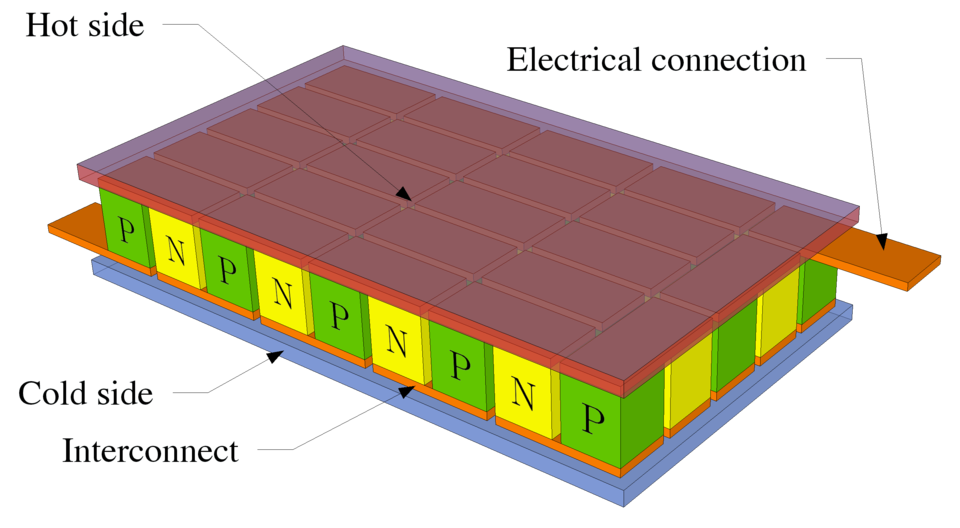 Hot side
Electrical connection
P N P N P N P N P
Cold side
Interconnect